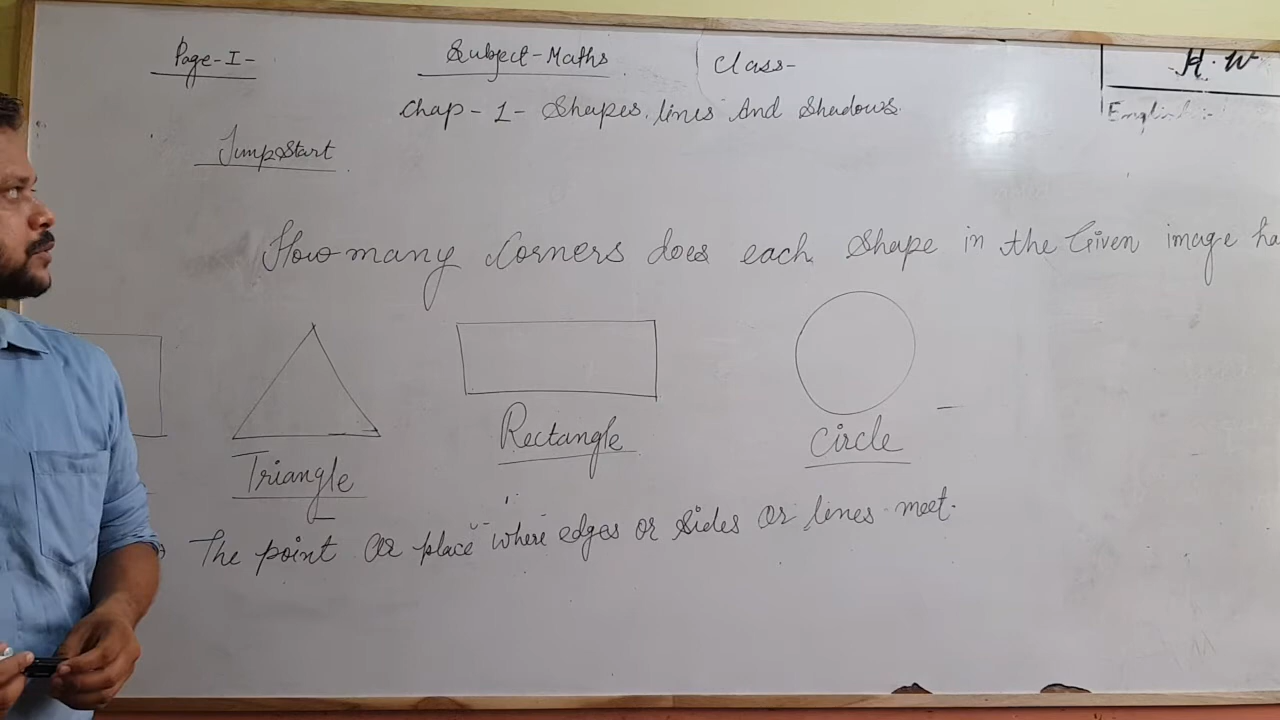 Page-I-
Subject-Maths
Class-
H.W
Chap-1- Shapes, lines And Shadows
English:-
JumpStart
How many Corners does each Shape in the Given image ha
Triangle
Rectangle
Circle
The point OR place where edges or Sides or lines meet.